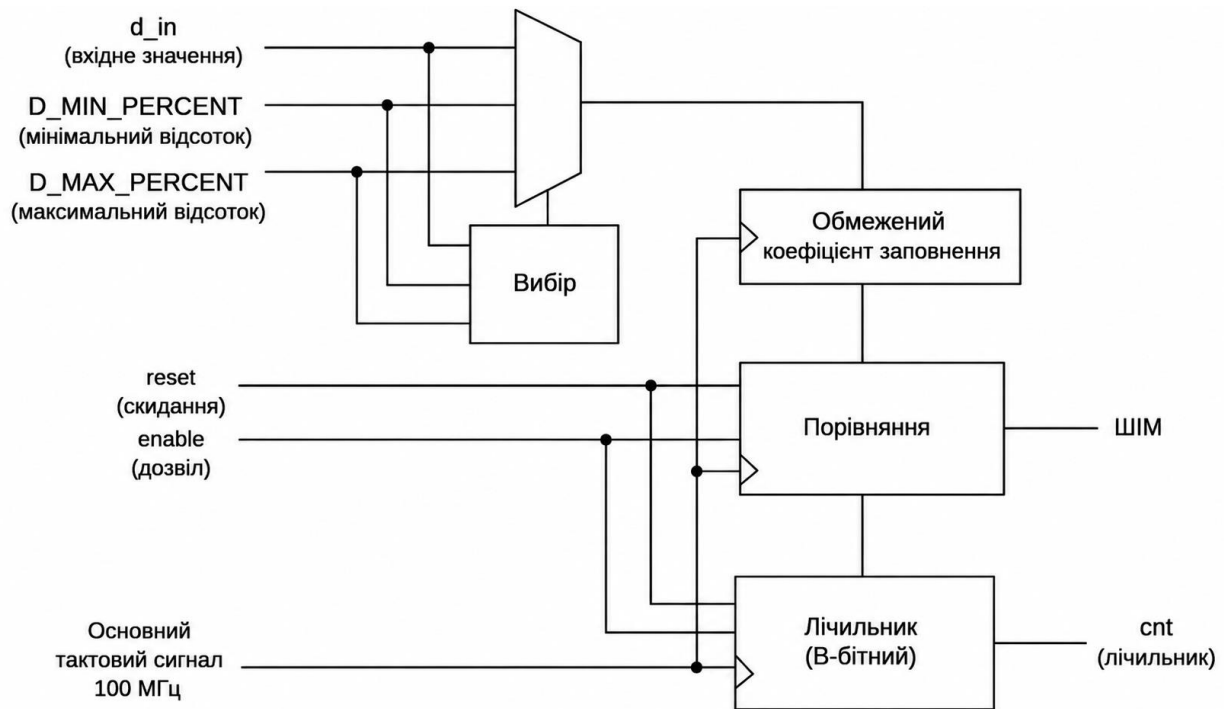 d_in
(вхідне значення)
D_MIN_PERCENT
(мінімальний відсоток)
D_MAX_PERCENT
(максимальний відсоток)
Вибір
Обмежений
коефіцієнт заповнення
reset
(скидання)
enable
(дозвіл)
Порівняння
ШІМ
Основний
тактовий сигнал
100 МГц
Лічильник
(В-бітний)
cnt
(лічильник)